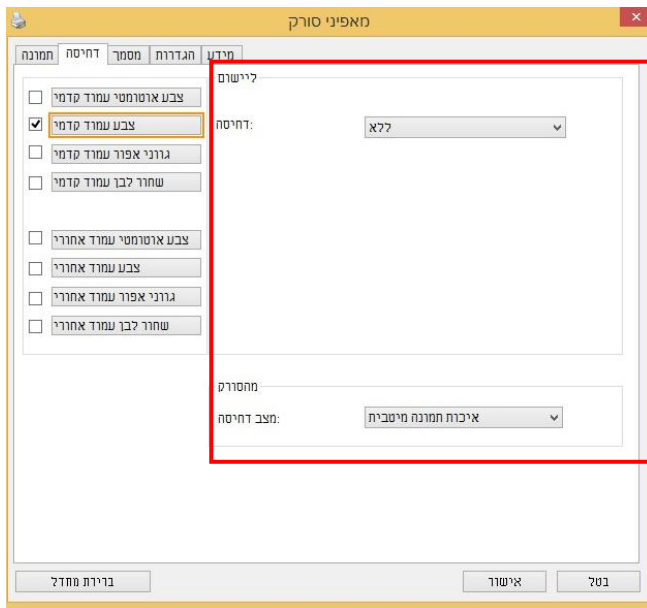 מאפיני סורק
תמונה
דחיסה
מסמך
הגדרות
מידע
צבע אוטומטי עמוד קדמי
צבע עמוד קדמי
גווני אפור עמוד קדמי
שחור לבן עמוד קדמי
צבע אוטומטי עמוד אחורי
צבע עמוד אחורי
גווני אפור עמוד אחורי
שחור לבן עמוד אחורי
ליישום
דחיסה:
ללא
מהסורק
מצב דחיסה:
איכות תמונה מיטבית
ברירת מחדל
אישור
בטל